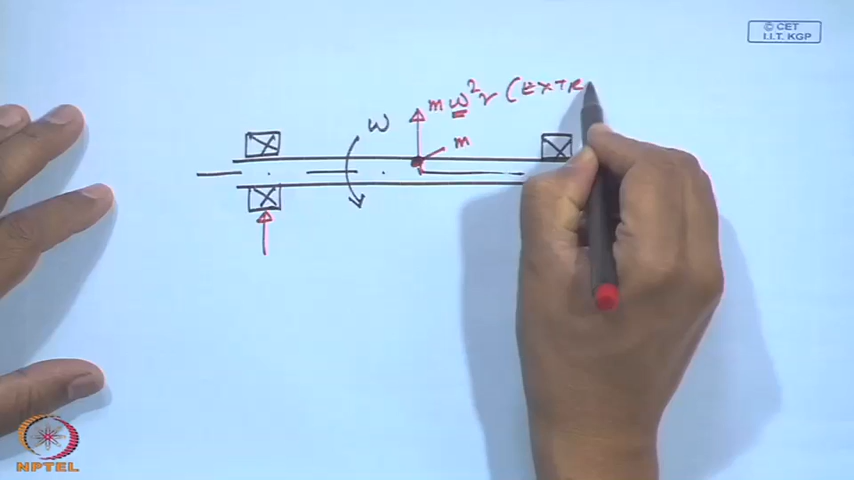 © CET
I.I.T. KGP
mω²r (EXTR
ω
m
NPTEL